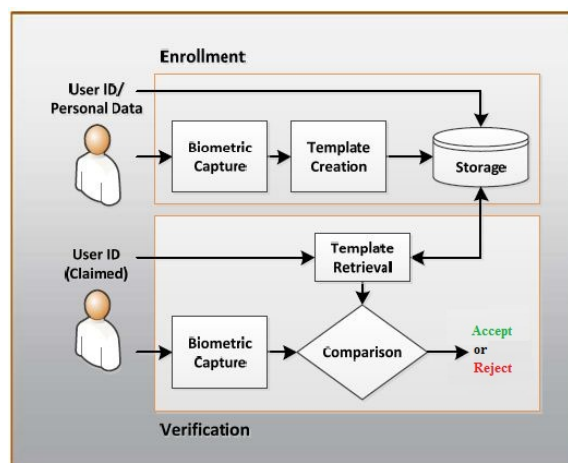 Enrollment
User ID/
Personal Data
Biometric
Capture
Template
Creation
Storage
User ID
(Claimed)
Template
Retrieval
Biometric
Capture
Comparison
Accept
or
Reject
Verification